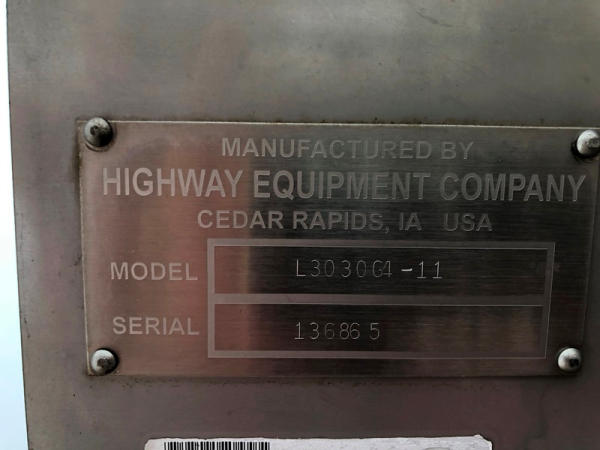 MANUFACTURED BY
HIGHWAY EQUIPMENT COMPANY
CEDAR RAPIDS, IA USA
MODEL L3030G4-11
SERIAL 136865